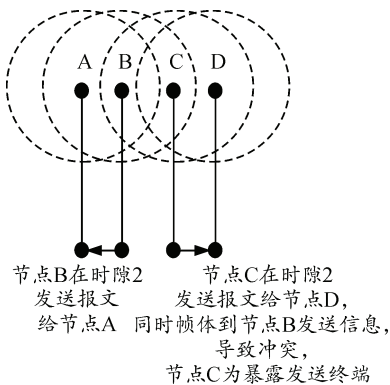 A B C D
节点B在时隙2
发送报文
给节点A
节点C在时隙2
发送报文给节点D,
同时帧体到节点B发送信息,
导致冲突,
节点C为暴露发送终端